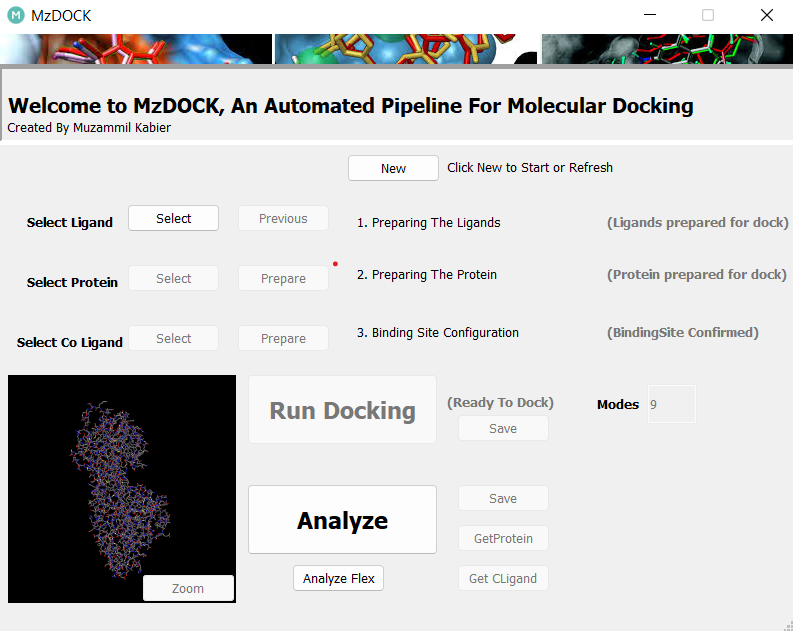 M MzDOCK
Welcome to MzDOCK, An Automated Pipeline For Molecular Docking
Created By Muzammil Kabier
New Click New to Start or Refresh
Select Ligand Select Previous 1. Preparing The Ligands (Ligands prepared for dock)
Select Protein Select Prepare 2. Preparing The Protein (Protein prepared for dock)
Select Co Ligand Select Prepare 3. Binding Site Configuration (BindingSite Confirmed)
Run Docking (Ready To Dock) Modes 9
Save
Analyze Save
GetProtein
Analyze Flex Get CLigand
Zoom